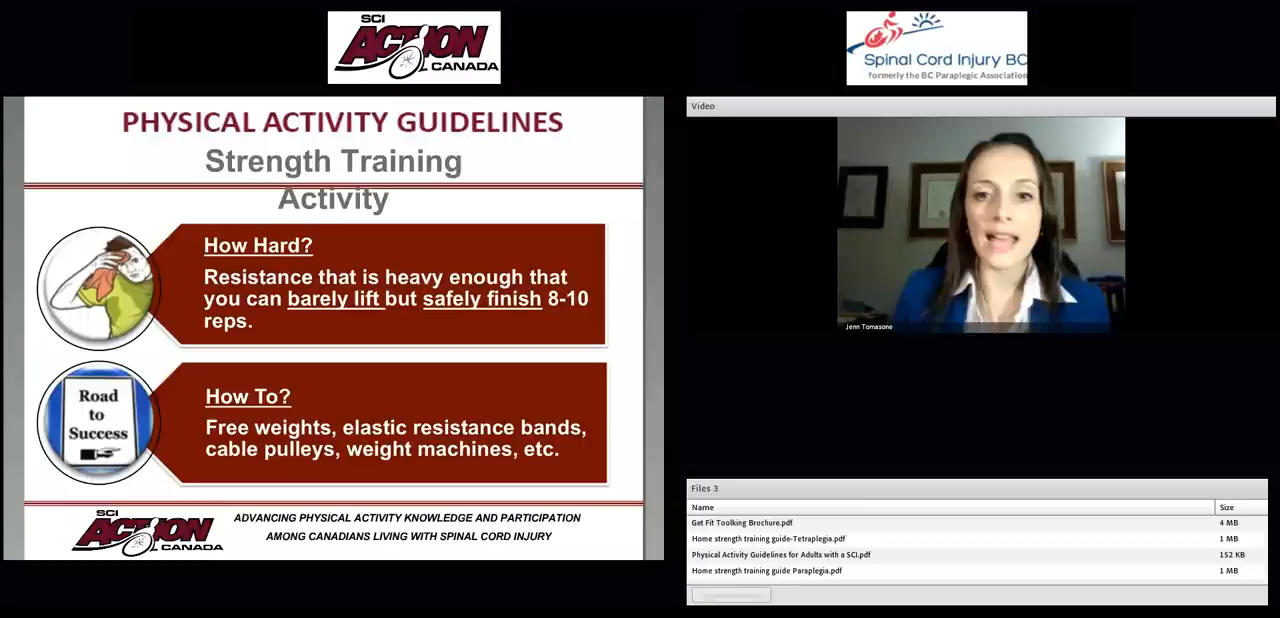 SCI
ACTION
CANADA
Spinal Cord Injury BC
formerly the BC Paraplegic Association
PHYSICAL ACTIVITY GUIDELINES
Strength Training
Activity
How Hard?
Resistance that is heavy enough that
you can barely lift but safely finish 8-10
reps.
Road
to
Success
How To?
Free weights, elastic resistance bands,
cable pulleys, weight machines, etc.
SCI
ACTION
CANADA
ADVANCING PHYSICAL ACTIVITY KNOWLEDGE AND PARTICIPATION
AMONG CANADIANS LIVING WITH SPINAL CORD INJURY
Video
Jenn Tomasone
Files 3
Name Size
Get Fit Toolking Brochure.pdf 4 MB
Home strength training guide-Tetraplegia.pdf 1 MB
Physical Activity Guidelines for Adults with a SCI.pdf 152 KB
Home strength training guide Paraplegia.pdf 1 MB